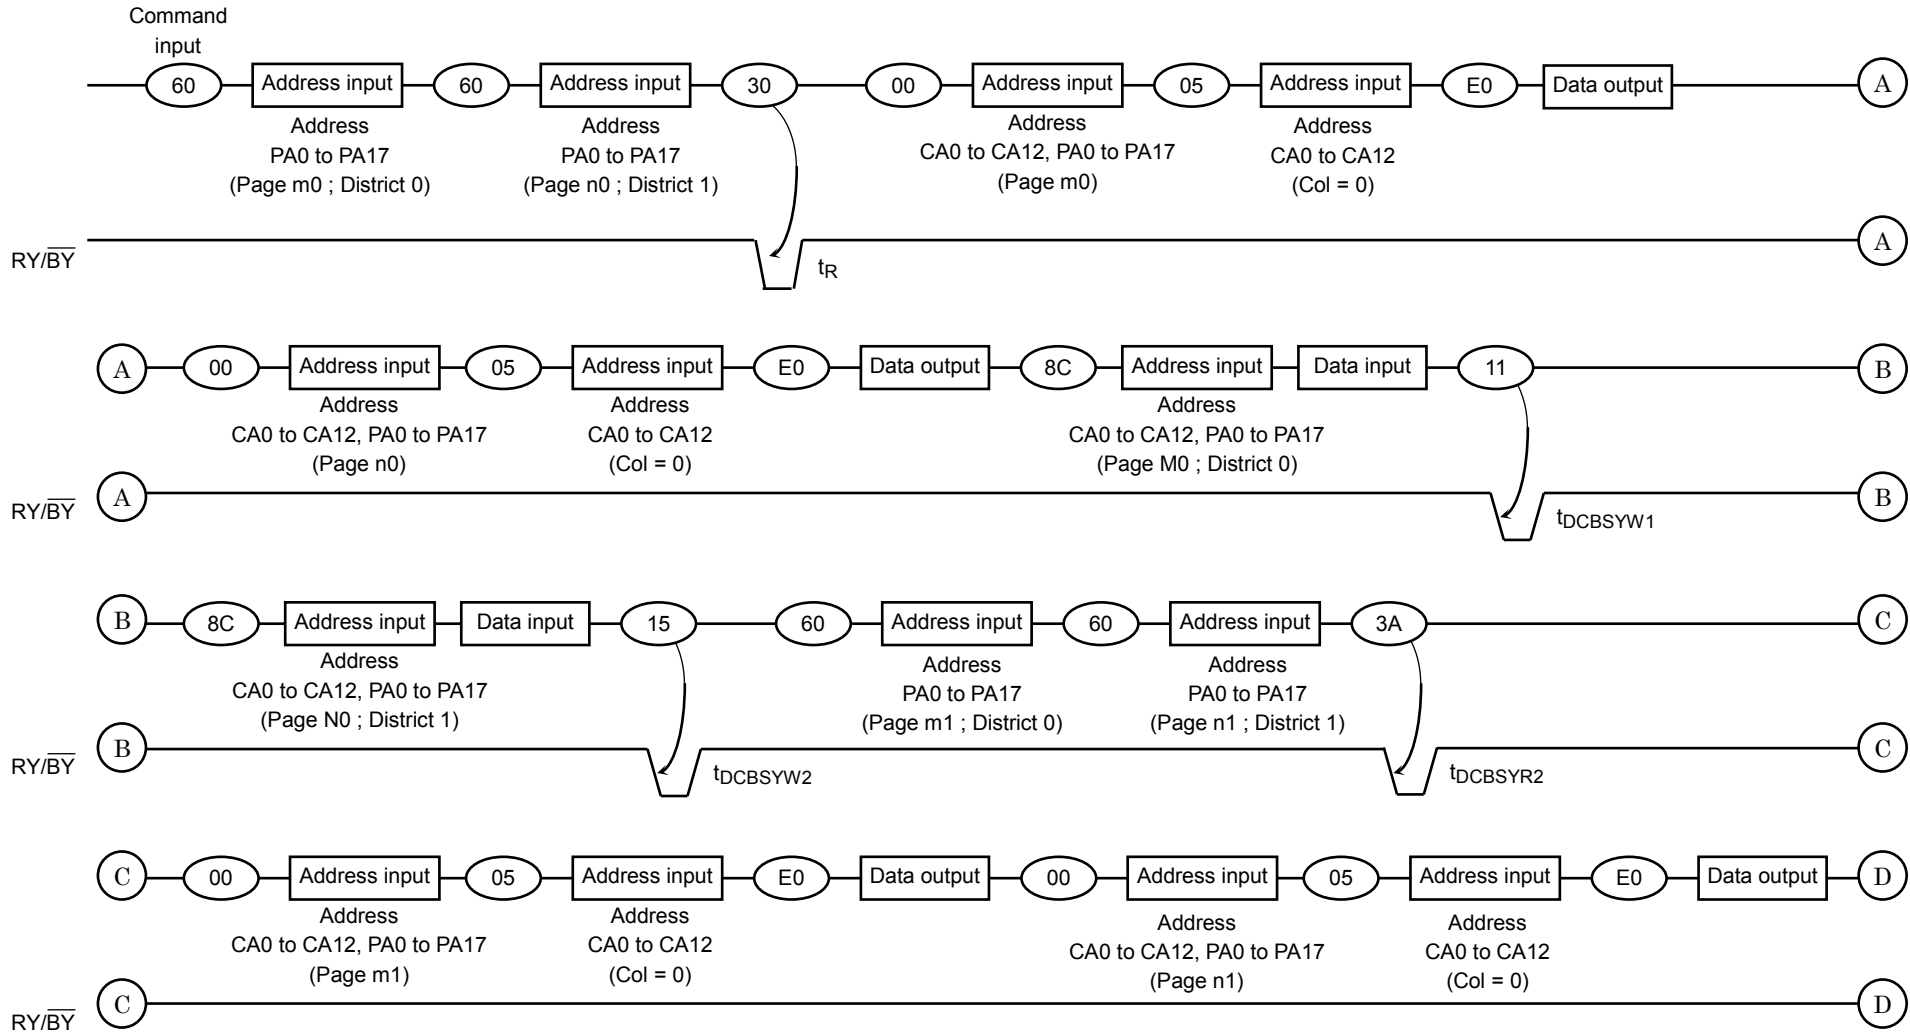 Command
input
60 Address input 60 Address input 30 00 Address input 05 Address input E0 Data output A
Address
PA0 to PA17
(Page m0 ; District 0)
Address
PA0 to PA17
(Page n0 ; District 1)
Address
CA0 to CA12, PA0 to PA17
(Page m0)
Address
CA0 to CA12
(Col = 0)
RY/BY tR A
A 00 Address input 05 Address input E0 Data output 8C Address input Data input 11 B
Address
CA0 to CA12, PA0 to PA17
(Page n0)
Address
CA0 to CA12
(Col = 0)
Address
CA0 to CA12, PA0 to PA17
(Page M0 ; District 0)
RY/BY A tDCBSYW1 B
B 8C Address input Data input 15 60 Address input 60 Address input 3A C
Address
CA0 to CA12, PA0 to PA17
(Page N0 ; District 1)
Address
PA0 to PA17
(Page m1 ; District 0)
Address
PA0 to PA17
(Page n1 ; District 1)
RY/BY B tDCBSYW2 tDCBSYR2 C
C 00 Address input 05 Address input E0 Data output 00 Address input 05 Address input E0 Data output D
Address
CA0 to CA12, PA0 to PA17
(Page m1)
Address
CA0 to CA12
(Col = 0)
Address
CA0 to CA12, PA0 to PA17
(Page n1)
Address
CA0 to CA12
(Col = 0)
RY/BY C D